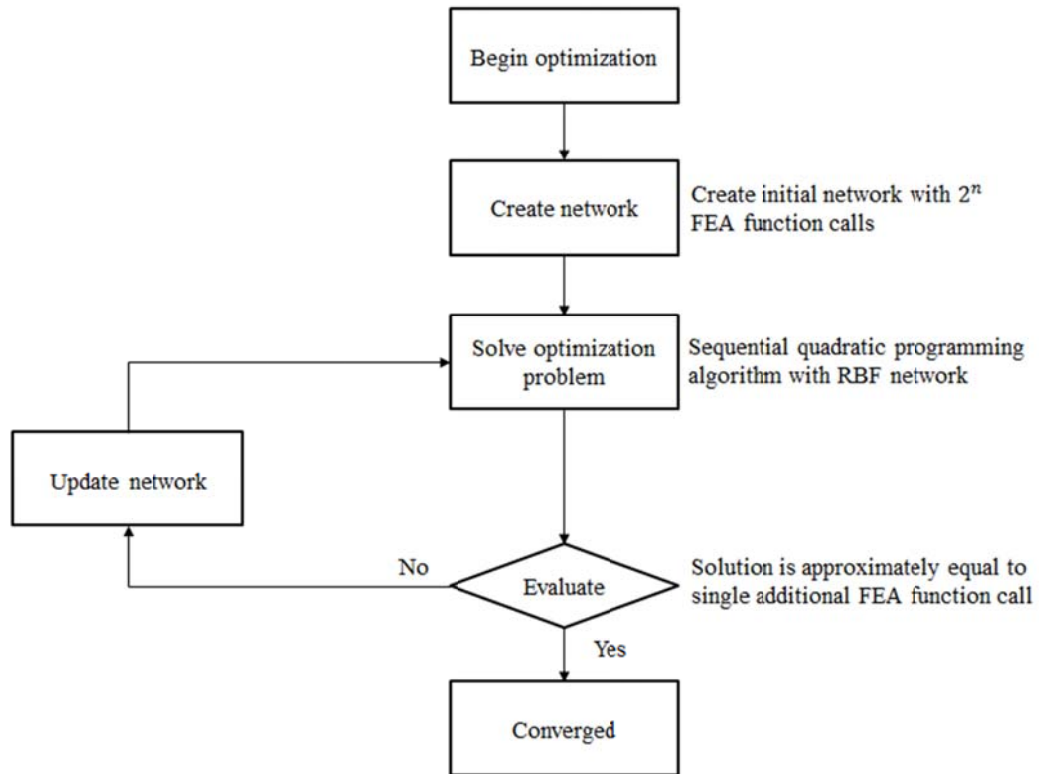 Begin optimization
Create network
Create initial network with 2ⁿ
FEA function calls
Solve optimization
problem
Sequential quadratic programming
algorithm with RBF network
Update network
No
Evaluate
Solution is approximately equal to
single additional FEA function call
Yes
Converged